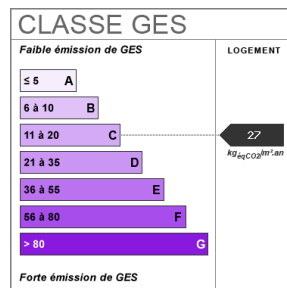 CLASSE GES
Faible émission de GES
LOGEMENT
≤ 5 A
6 à 10 B
11 à 20 C
27
kgéqCO2/m².an
21 à 35 D
36 à 55 E
56 à 80 F
> 80 G
Forte émission de GES